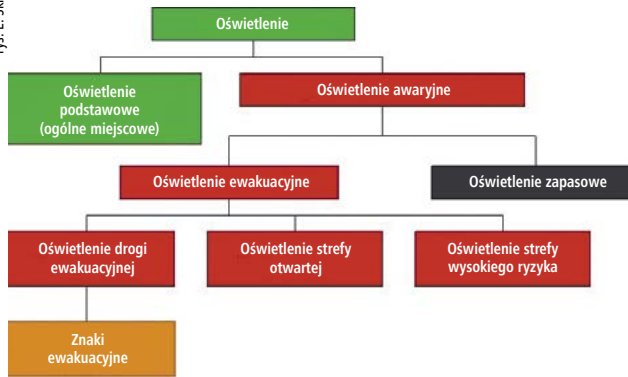 Oświetlenie
Oświetlenie
podstawowe
(ogólne miejscowe)
Oświetlenie awaryjne
Oświetlenie ewakuacyjne
Oświetlenie zapasowe
Oświetlenie drogi
ewakuacyjnej
Oświetlenie strefy
otwartej
Oświetlenie strefy
wysokiego ryzyka
Znaki
ewakuacyjne